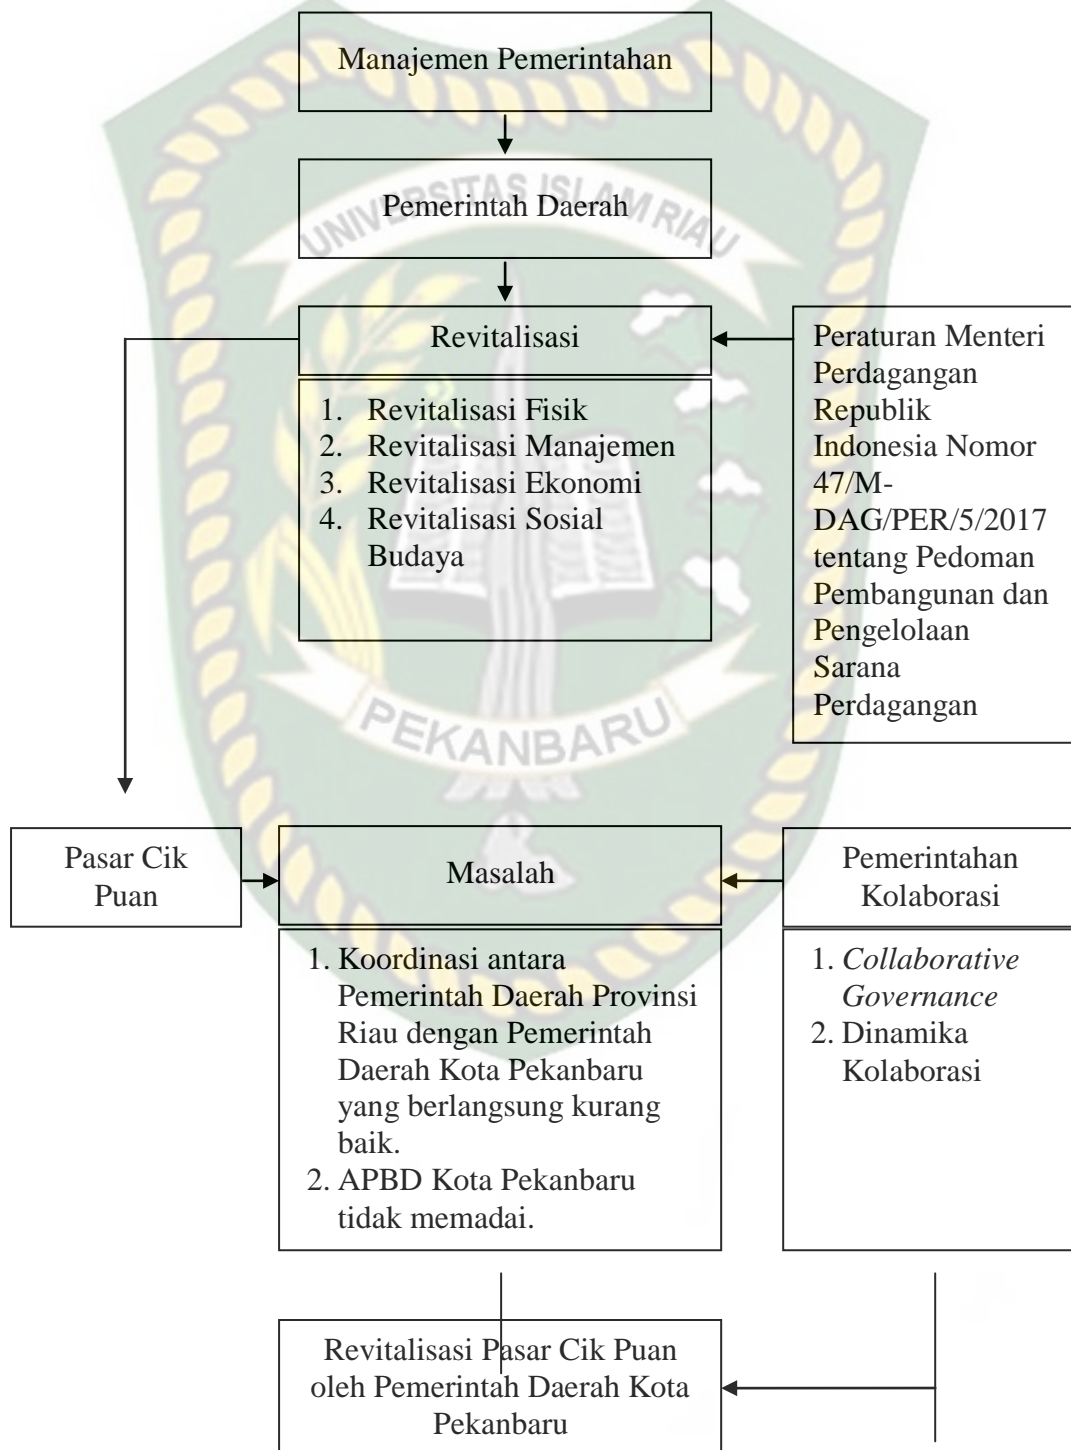 Manajemen Pemerintahan
Pemerintah Daerah
UNIVERSITAS ISLAM RIAU
Revitalisasi
1. Revitalisasi Fisik
2. Revitalisasi Manajemen
3. Revitalisasi Ekonomi
4. Revitalisasi Sosial
Budaya
Peraturan Menteri
Perdagangan
Republik
Indonesia Nomor
47/M-
DAG/PER/5/2017
tentang Pedoman
Pembangunan dan
Pengelolaan
Sarana
Perdagangan
PEKANBARU
Pasar Cik
Puan
Masalah
Pemerintahan
Kolaborasi
1. Koordinasi antara
Pemerintah Daerah Provinsi
Riau dengan Pemerintah
Daerah Kota Pekanbaru
yang berlangsung kurang
baik.
2. APBD Kota Pekanbaru
tidak memadai.
1. Collaborative
Governance
2. Dinamika
Kolaborasi
Revitalisasi Pasar Cik Puan
oleh Pemerintah Daerah Kota
Pekanbaru